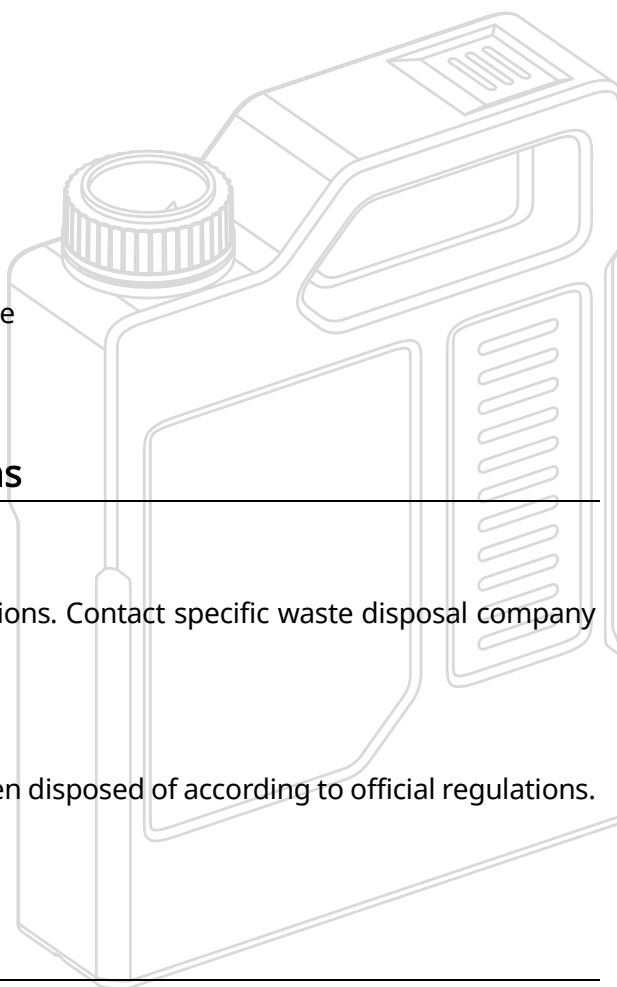 e
ns
ions. Contact specific waste disposal company
en disposed of according to official regulations.